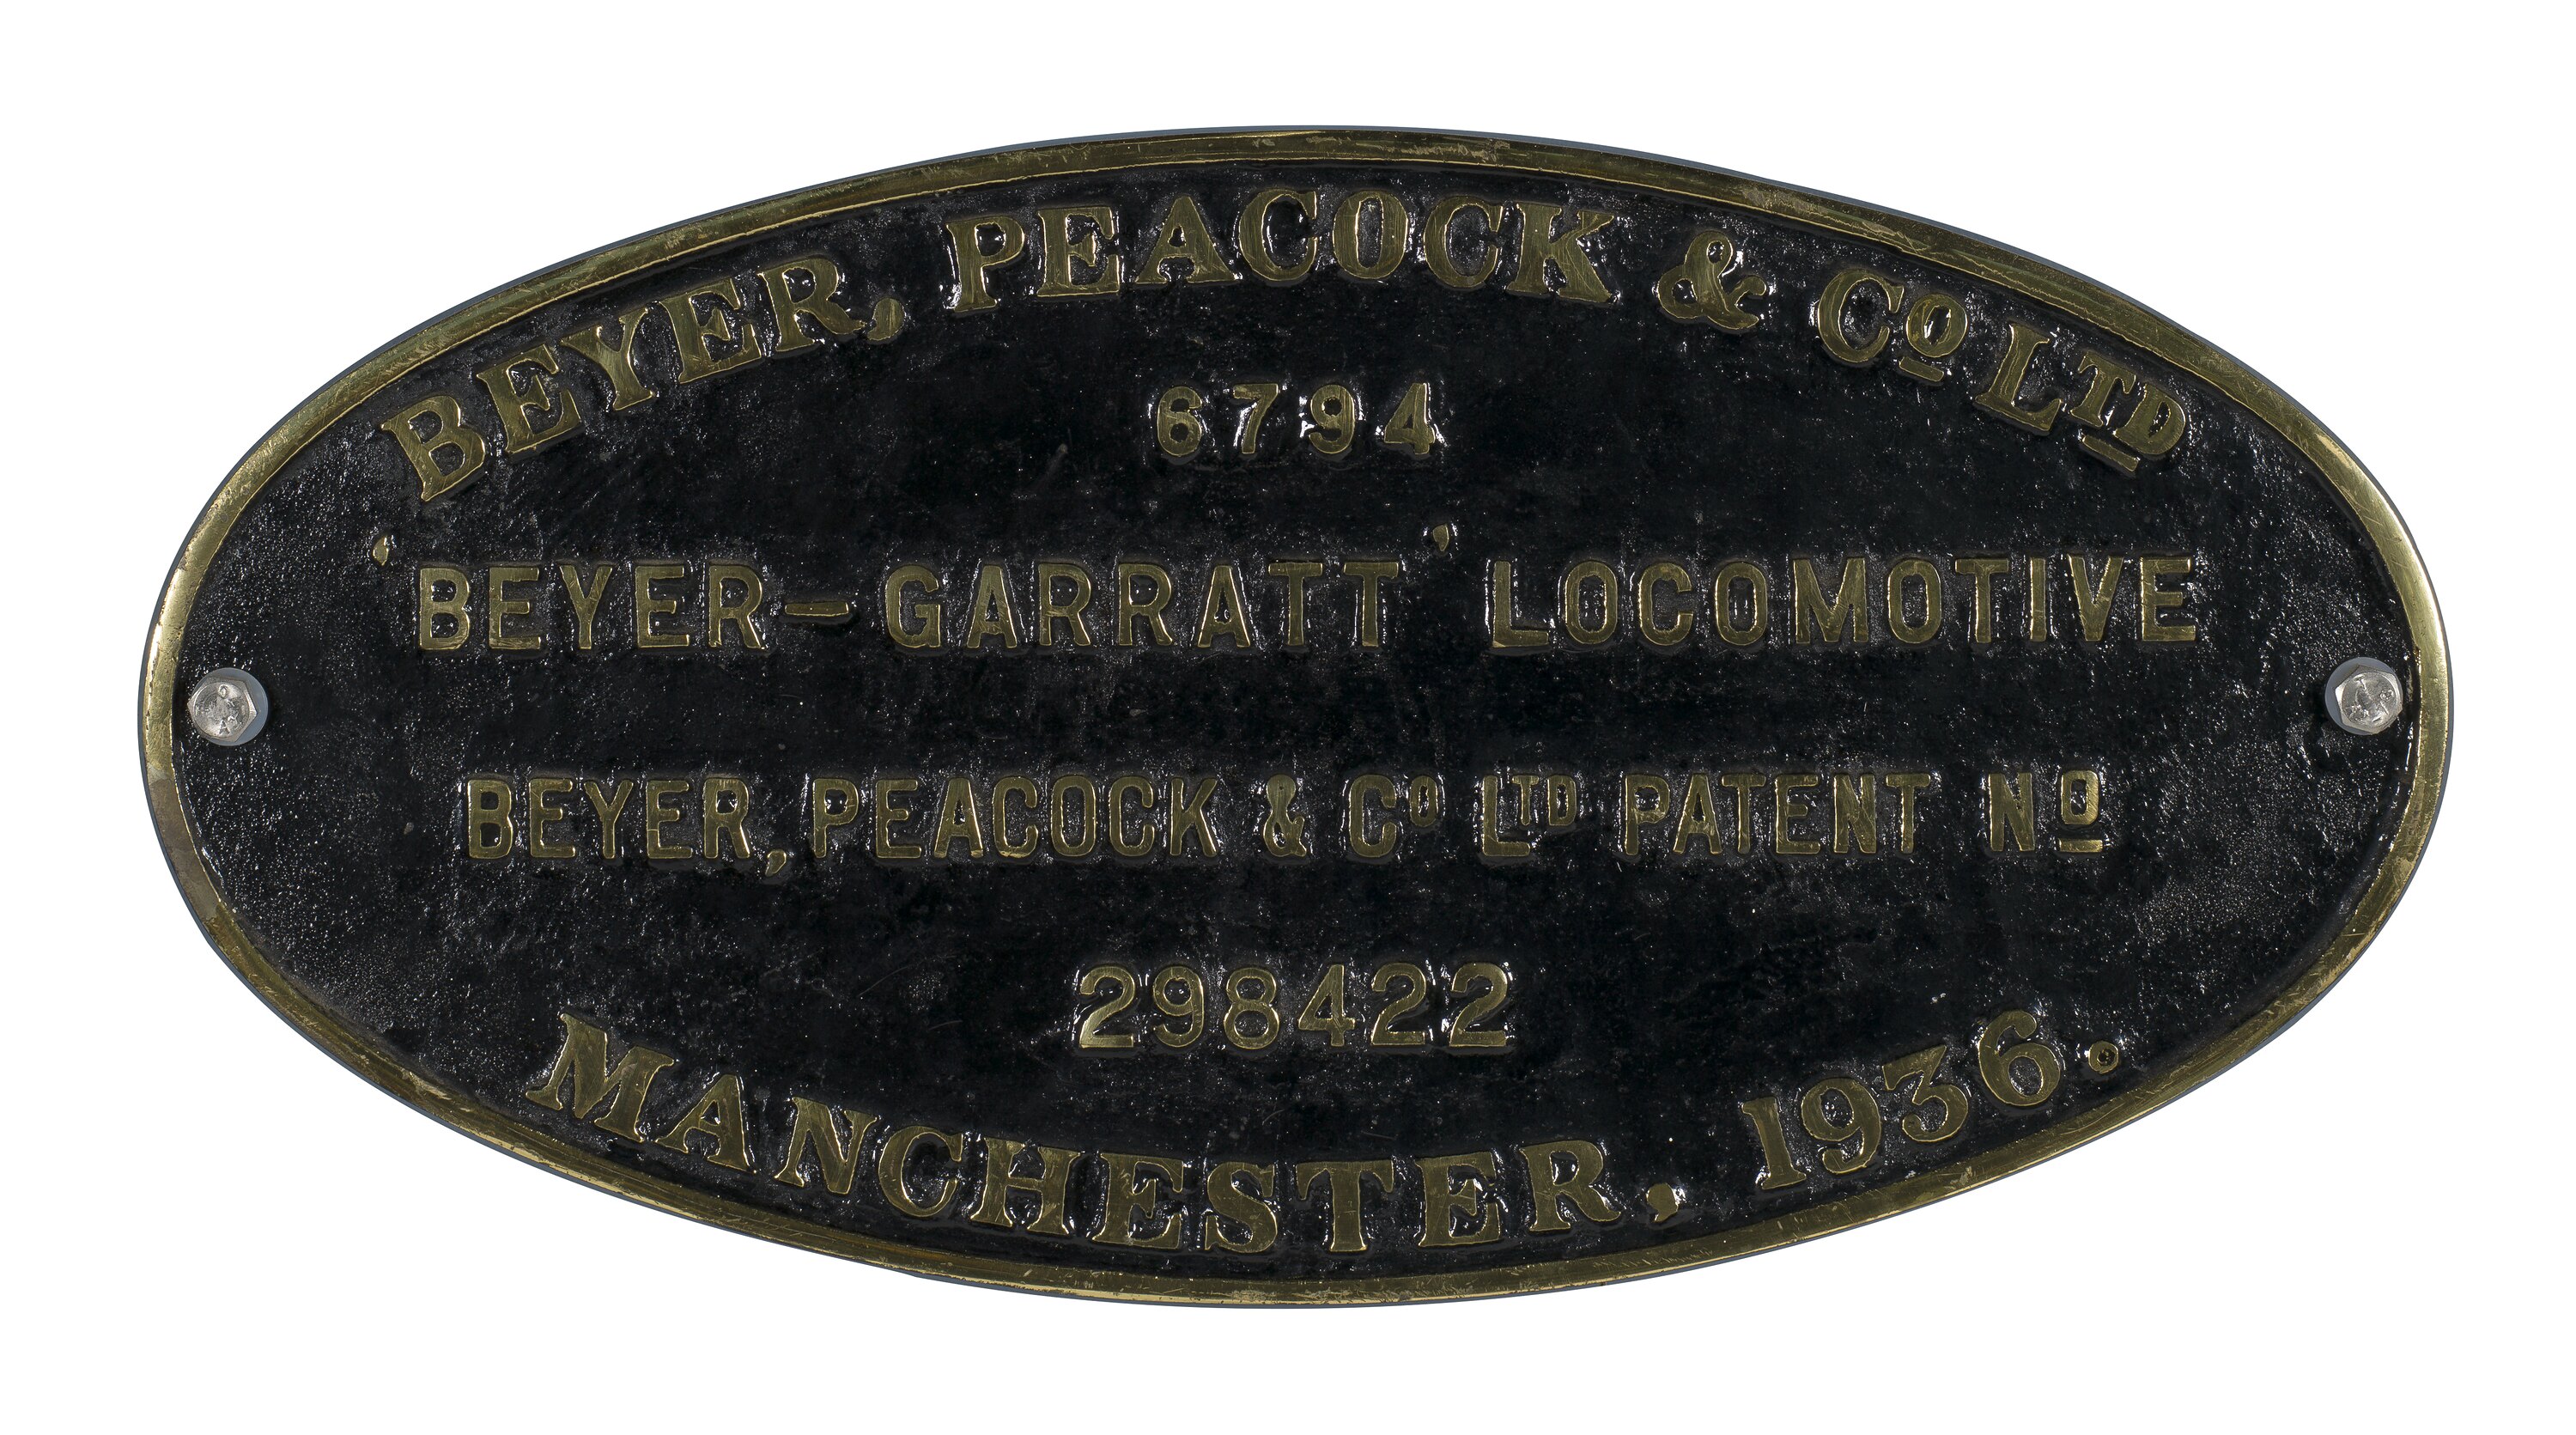 BEYER, PEACOCK & Cº LTD
6794
‘BEYER-GARRATT’ LOCOMOTIVE
BEYER, PEACOCK & Cº LTD PATENT Nº
298422
MANCHESTER, 1936.